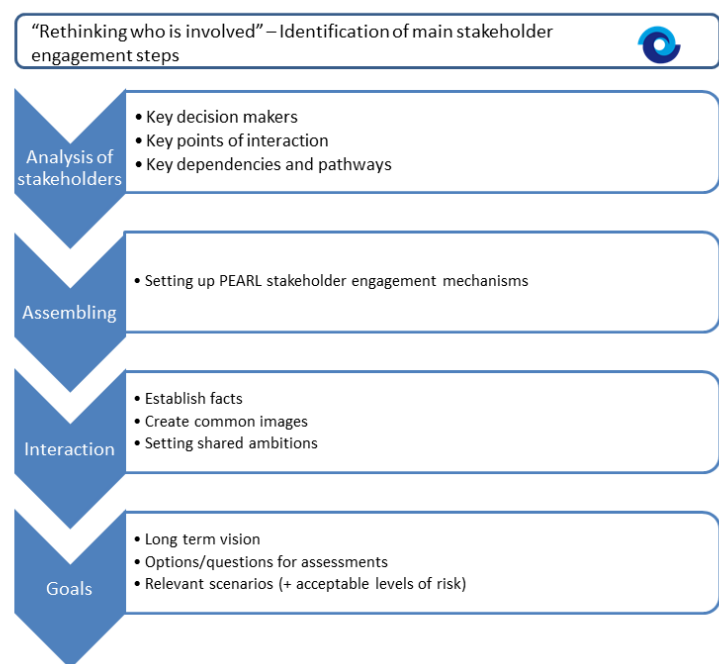 “Rethinking who is involved” – Identification of main stakeholder
engagement steps
Analysis of
stakeholders
• Key decision makers
• Key points of interaction
• Key dependencies and pathways
Assembling
• Setting up PEARL stakeholder engagement mechanisms
Interaction
• Establish facts
• Create common images
• Setting shared ambitions
Goals
• Long term vision
• Options/questions for assessments
• Relevant scenarios (+ acceptable levels of risk)